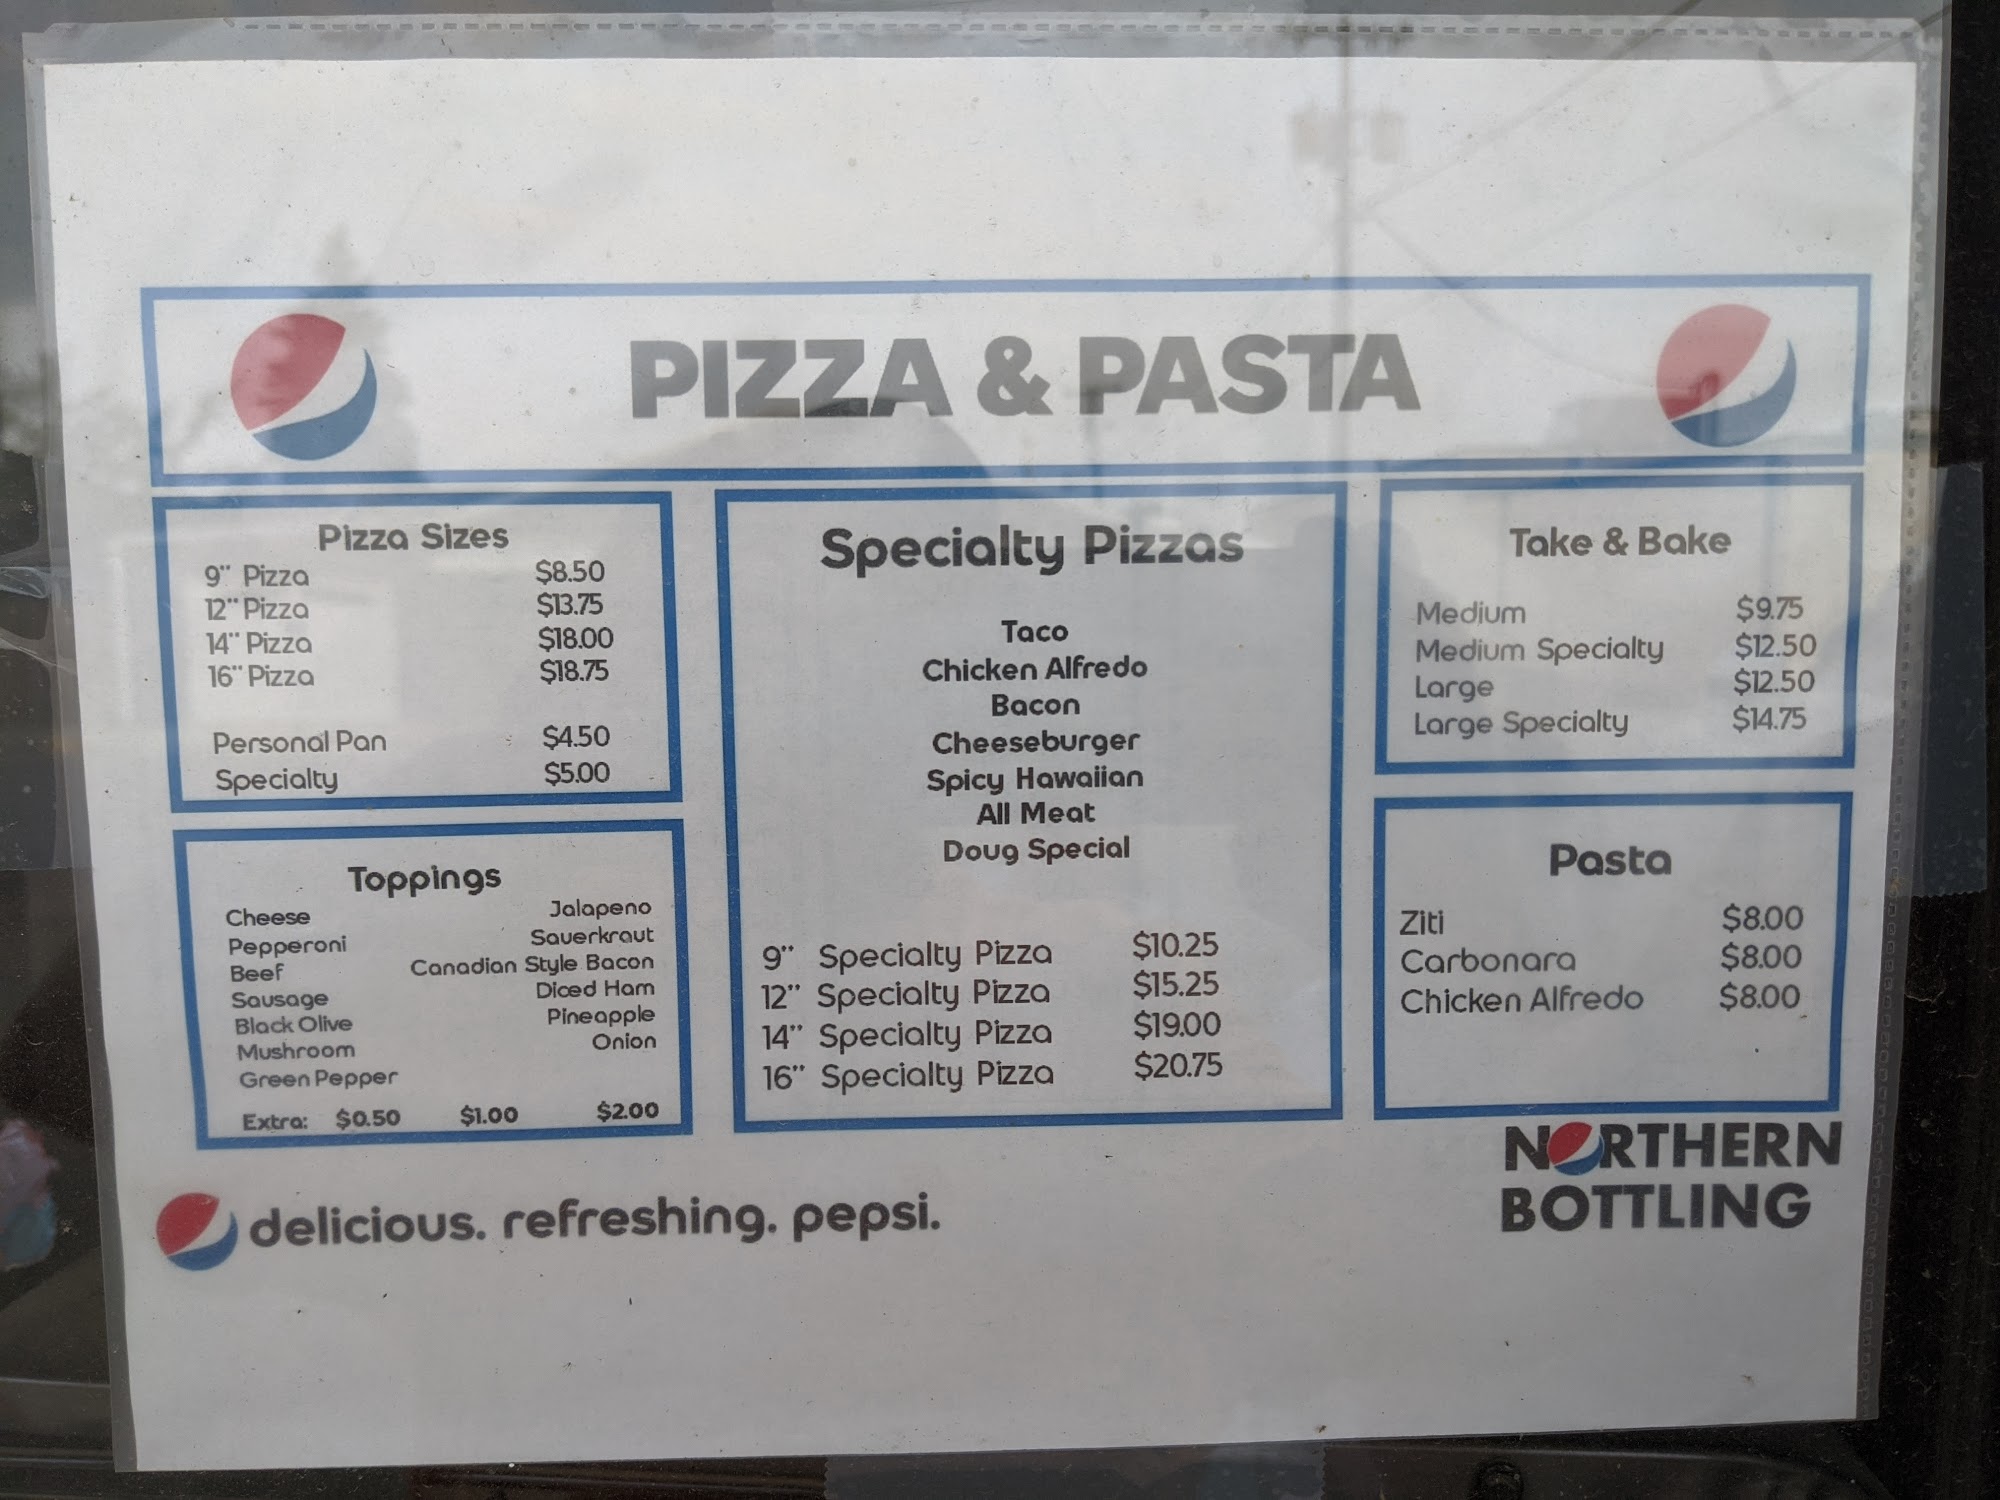 PIZZA & PASTA
Pizza Sizes
9" Pizza $8.50
12" Pizza $13.75
14" Pizza $18.00
16" Pizza $18.75
Personal Pan $4.50
Specialty $5.00
Toppings
Cheese Jalapeno
Pepperoni Sauerkraut
Beef Canadian Style Bacon
Sausage Diced Ham
Black Olive Pineapple
Mushroom Onion
Green Pepper
Extra: $0.50 $1.00 $2.00
Specialty Pizzas
Taco
Chicken Alfredo
Bacon
Cheeseburger
Spicy Hawaiian
All Meat
Doug Special
9" Specialty Pizza $10.25
12" Specialty Pizza $15.25
14" Specialty Pizza $19.00
16" Specialty Pizza $20.75
Take & Bake
Medium $9.75
Medium Specialty $12.50
Large $12.50
Large Specialty $14.75
Pasta
Ziti $8.00
Carbonara $8.00
Chicken Alfredo $8.00
NORTHERN
BOTTLING
delicious. refreshing. pepsi.